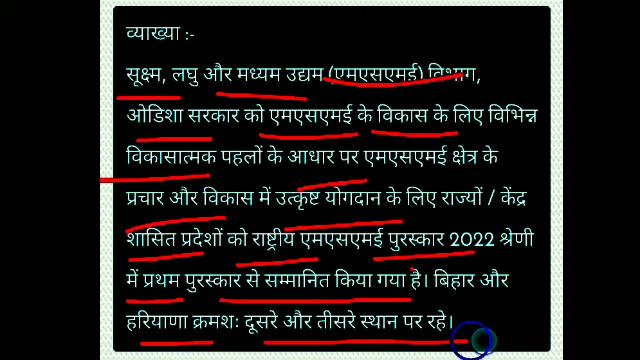 व्याख्या :-
सूक्ष्म, लघु और मध्यम उद्यम (एमएसएमई) विभाग,
ओडिशा सरकार को एमएसएमई के विकास के लिए विभिन्न
विकासात्मक पहलों के आधार पर एमएसएमई क्षेत्र के
प्रचार और विकास में उत्कृष्ट योगदान के लिए राज्यों / केंद्र
शासित प्रदेशों को राष्ट्रीय एमएसएमई पुरस्कार 2022 श्रेणी
में प्रथम पुरस्कार से सम्मानित किया गया है। बिहार और
हरियाणा क्रमशः दूसरे और तीसरे स्थान पर रहे।